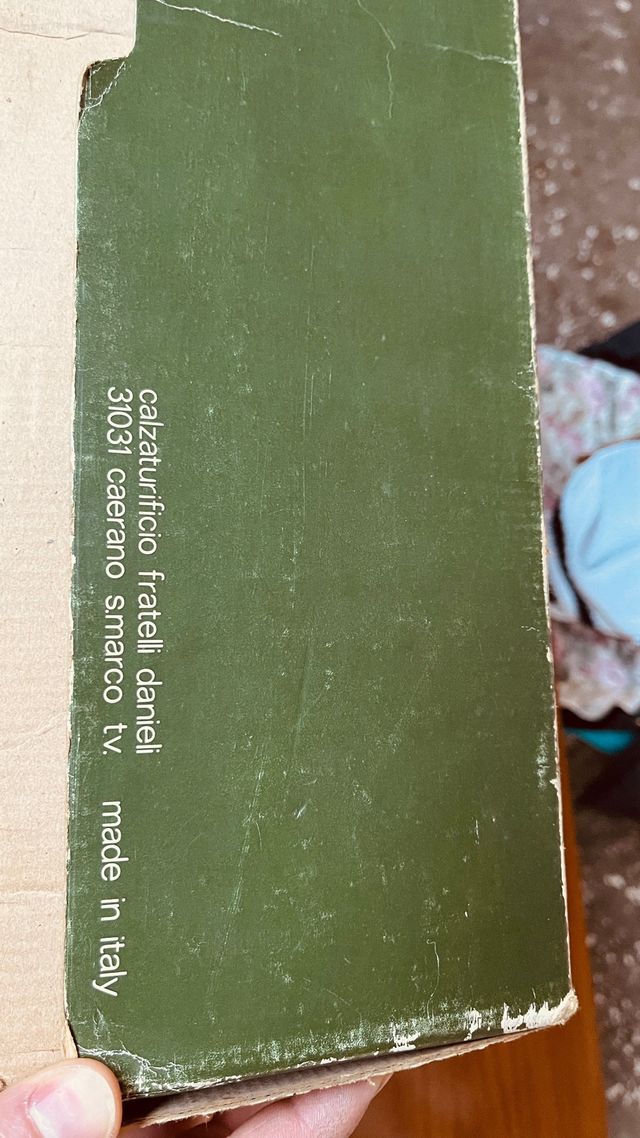 calzaturificio fratelli danieli
31031 caerano s.marco tv. made in italy